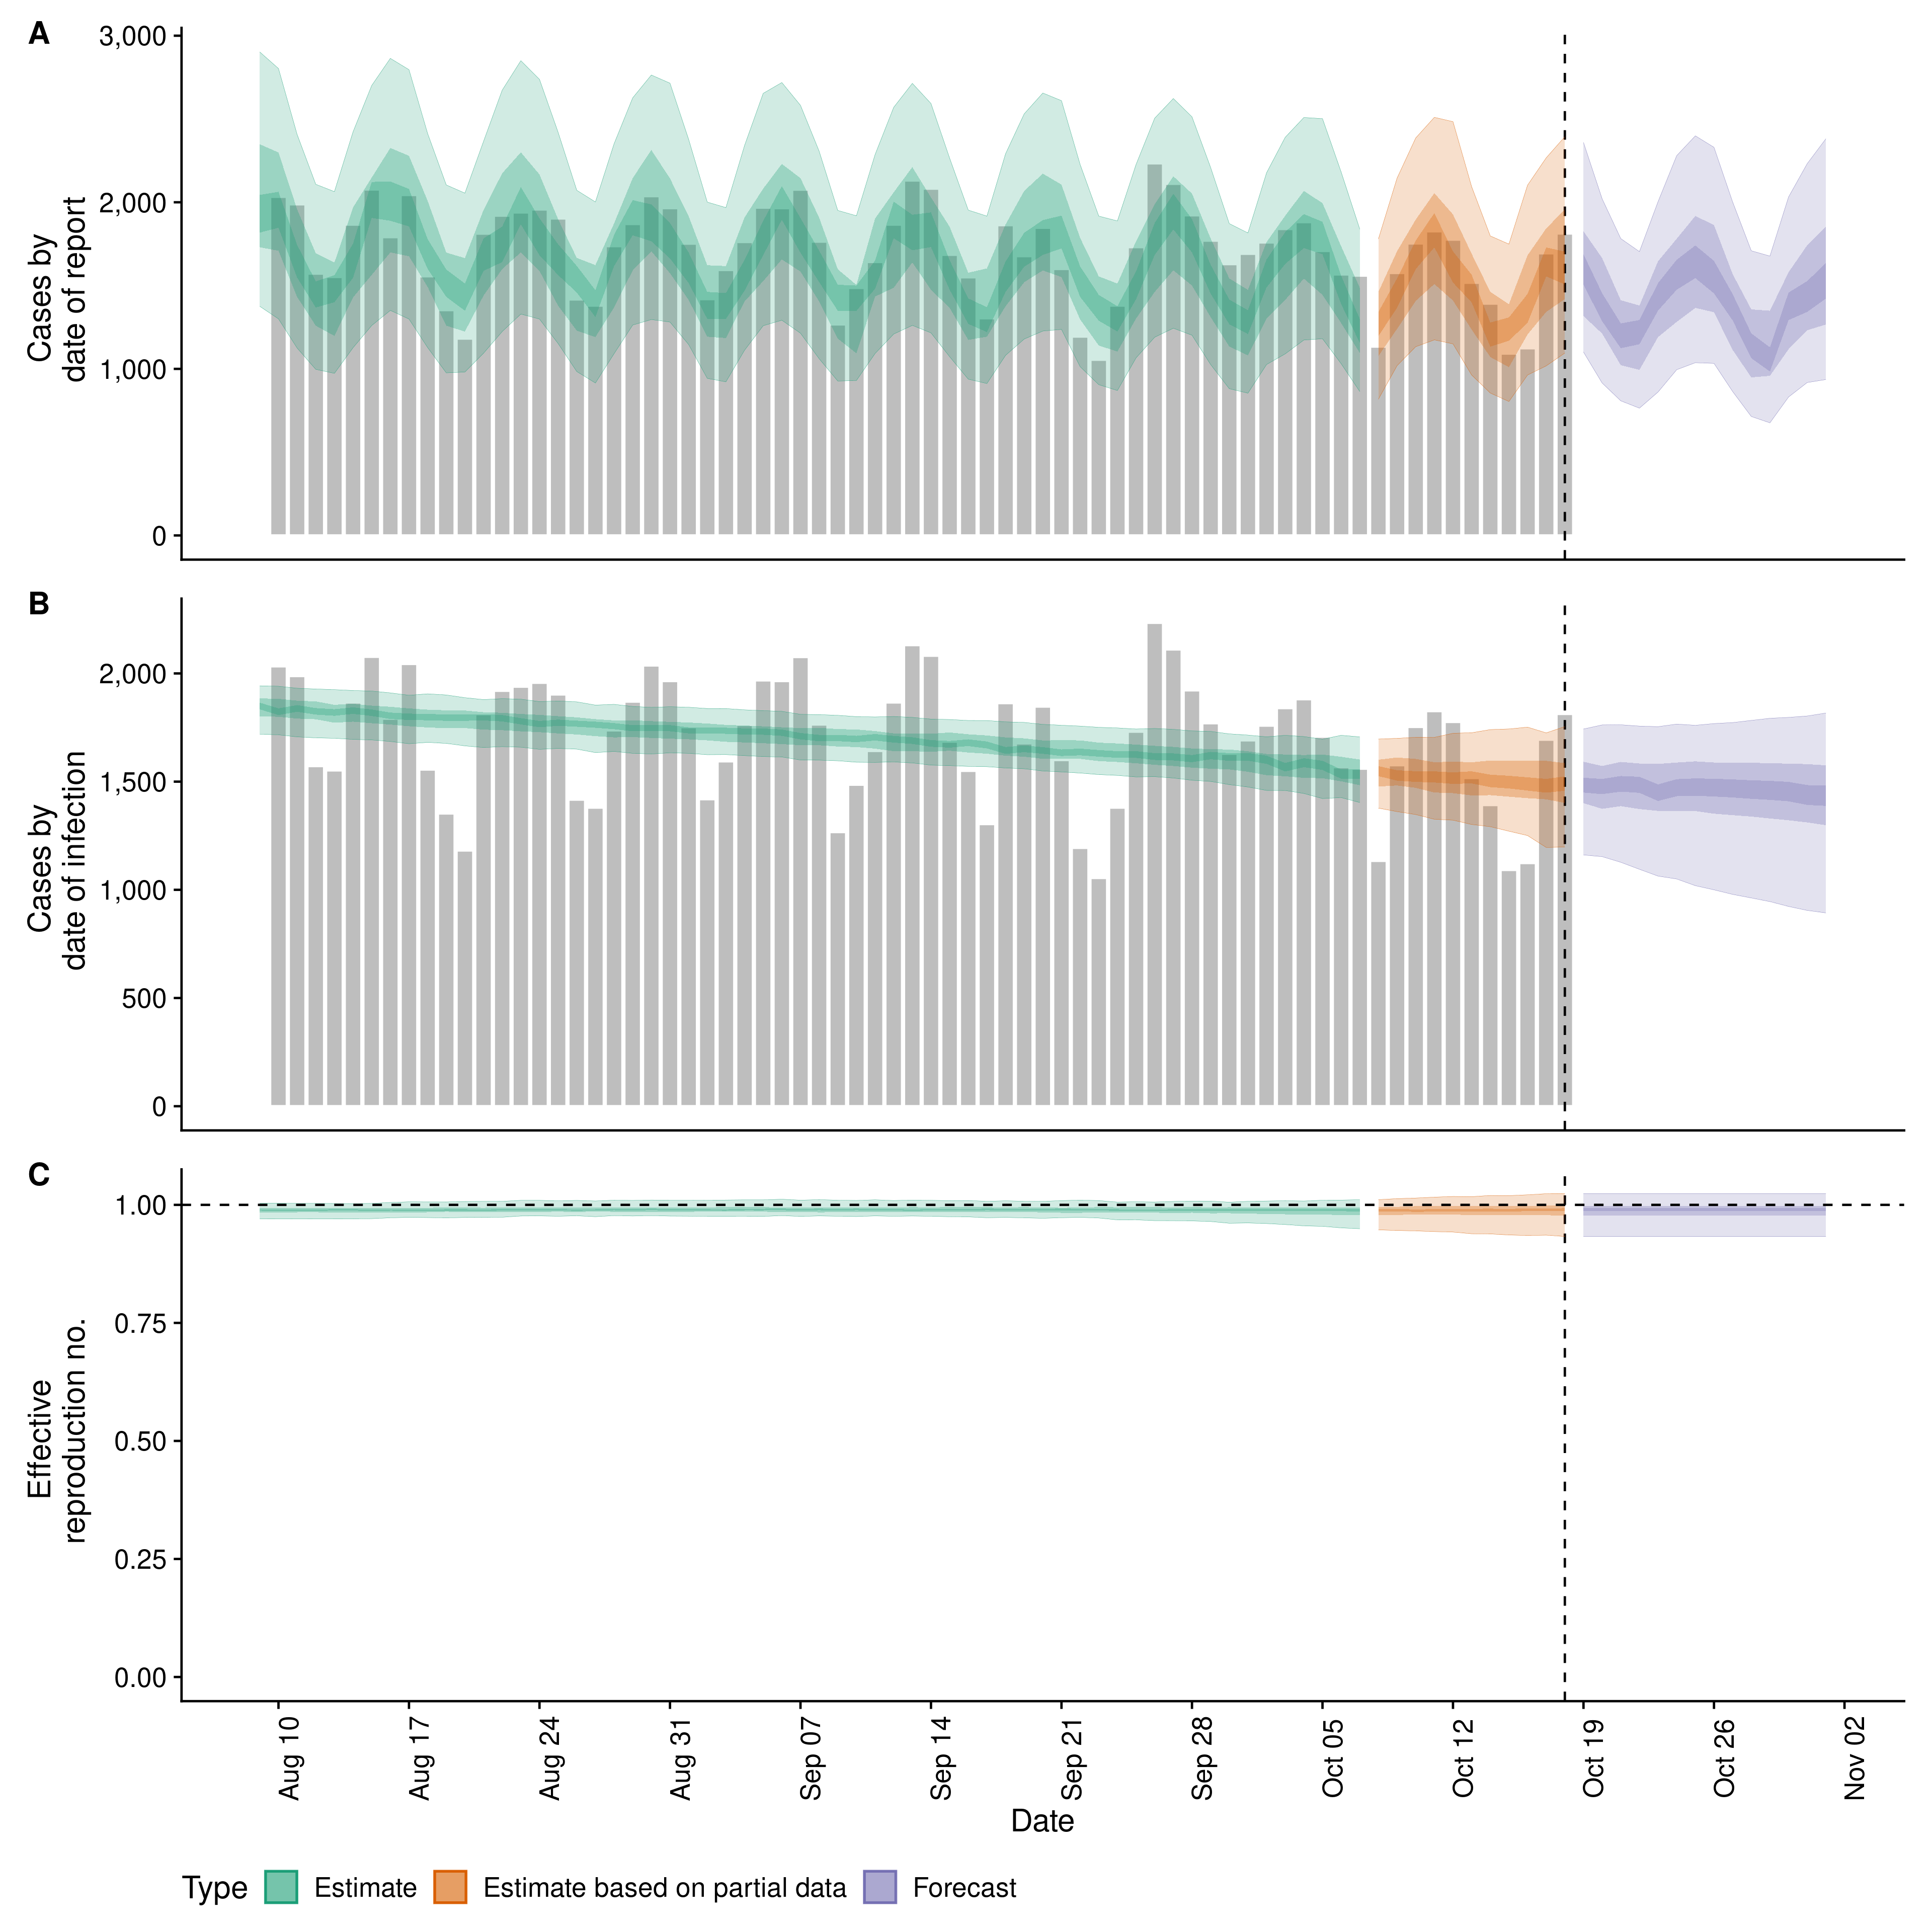 A
Cases by
date of report
3,000
2,000
1,000
0
B
Cases by
date of infection
2,000
1,500
1,000
500
0
C
Effective
reproduction no.
1.00
0.75
0.50
0.25
0.00
Aug 10
Aug 17
Aug 24
Aug 31
Sep 07
Sep 14
Sep 21
Sep 28
Oct 05
Oct 12
Oct 19
Oct 26
Nov 02
Date
Type Estimate Estimate based on partial data Forecast